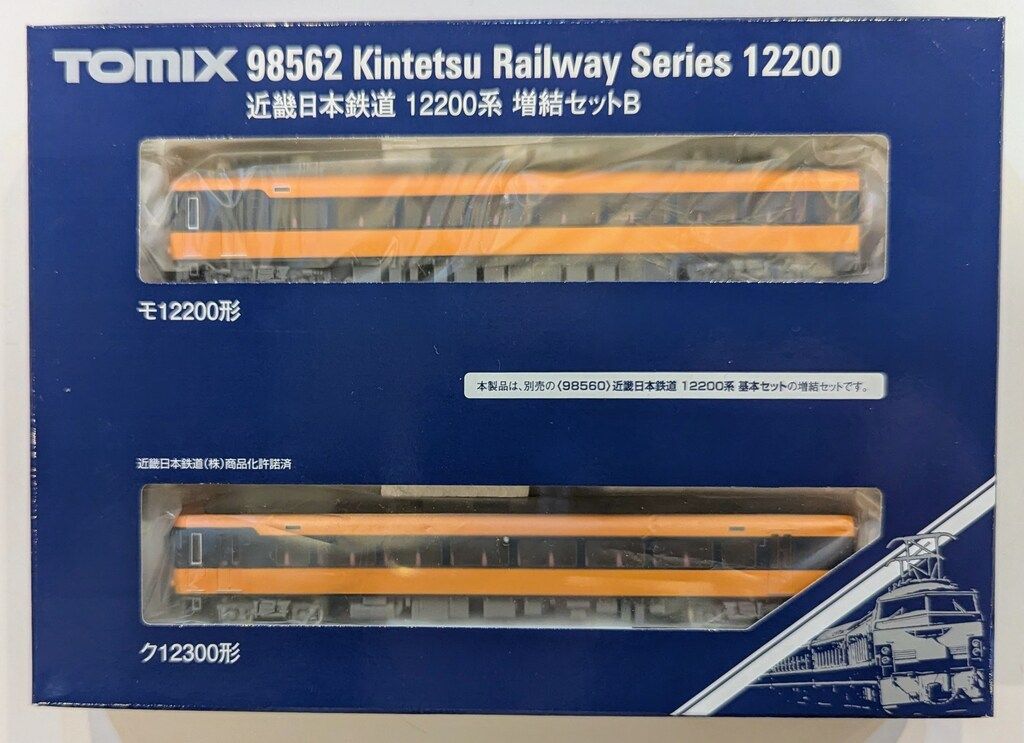 TOMIX 98562 Kintetsu Railway Series 12200
近畿日本鉄道 12200系 増結セットB
モ12200形
本製品は、別売の〈98560〉近畿日本鉄道 12200系 基本セットの増結セットです。
近畿日本鉄道(株)商品化許諾済
ク12300形